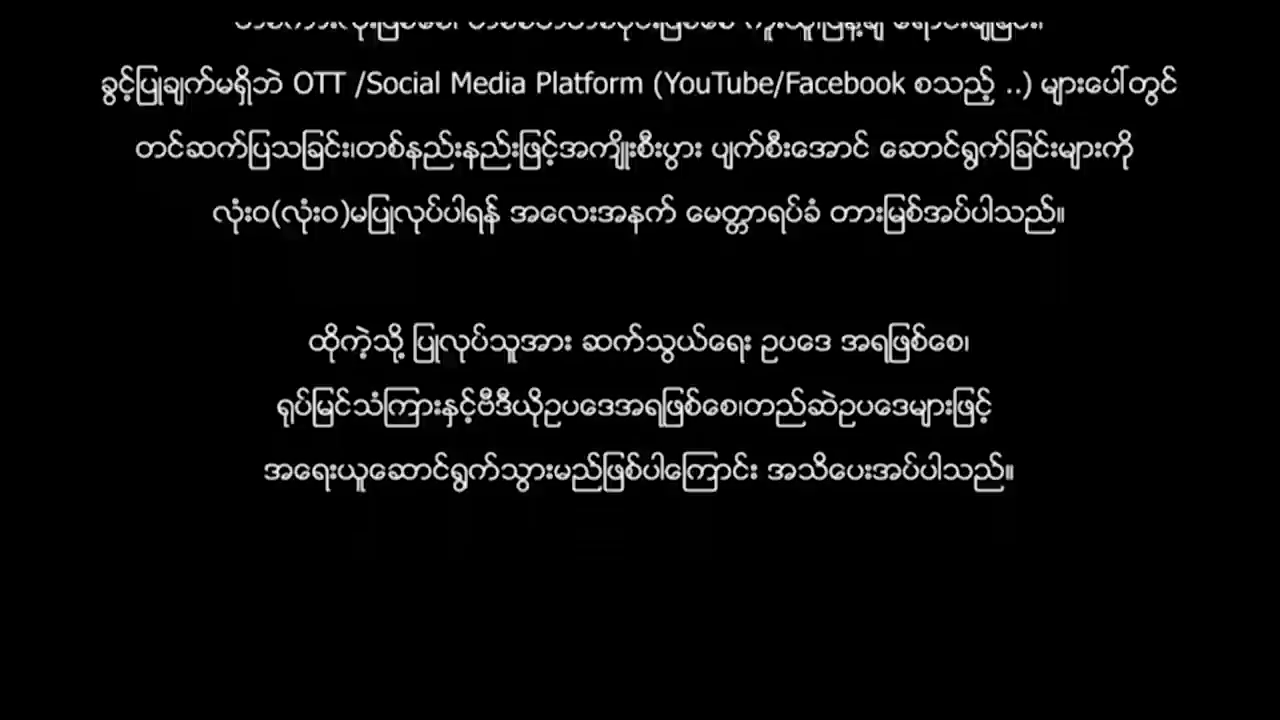 ခွင့်ပြုချက်မရှိဘဲ OTT /Social Media Platform (YouTube/Facebook စသည့် ..) များပေါ်တွင်
တင်ဆက်ပြသခြင်း၊တစ်နည်းနည်းဖြင့်အကျိုးစီးပွား ပျက်စီးအောင် ဆောင်ရွက်ခြင်းများကို
လုံးဝ(လုံးဝ)မပြုလုပ်ပါရန် အလေးအနက် မေတ္တာရပ်ခံ တားမြစ်အပ်ပါသည်။
ထိုကဲ့သို့ ပြုလုပ်သူအား ဆက်သွယ်ရေး ဥပဒေ အရဖြစ်စေ၊
ရုပ်မြင်သံကြားနှင့်ဗီဒီယိုဥပဒေအရဖြစ်စေ၊တည်ဆဲဥပဒေများဖြင့်
အရေးယူဆောင်ရွက်သွားမည်ဖြစ်ပါကြောင်း အသိပေးအပ်ပါသည်။